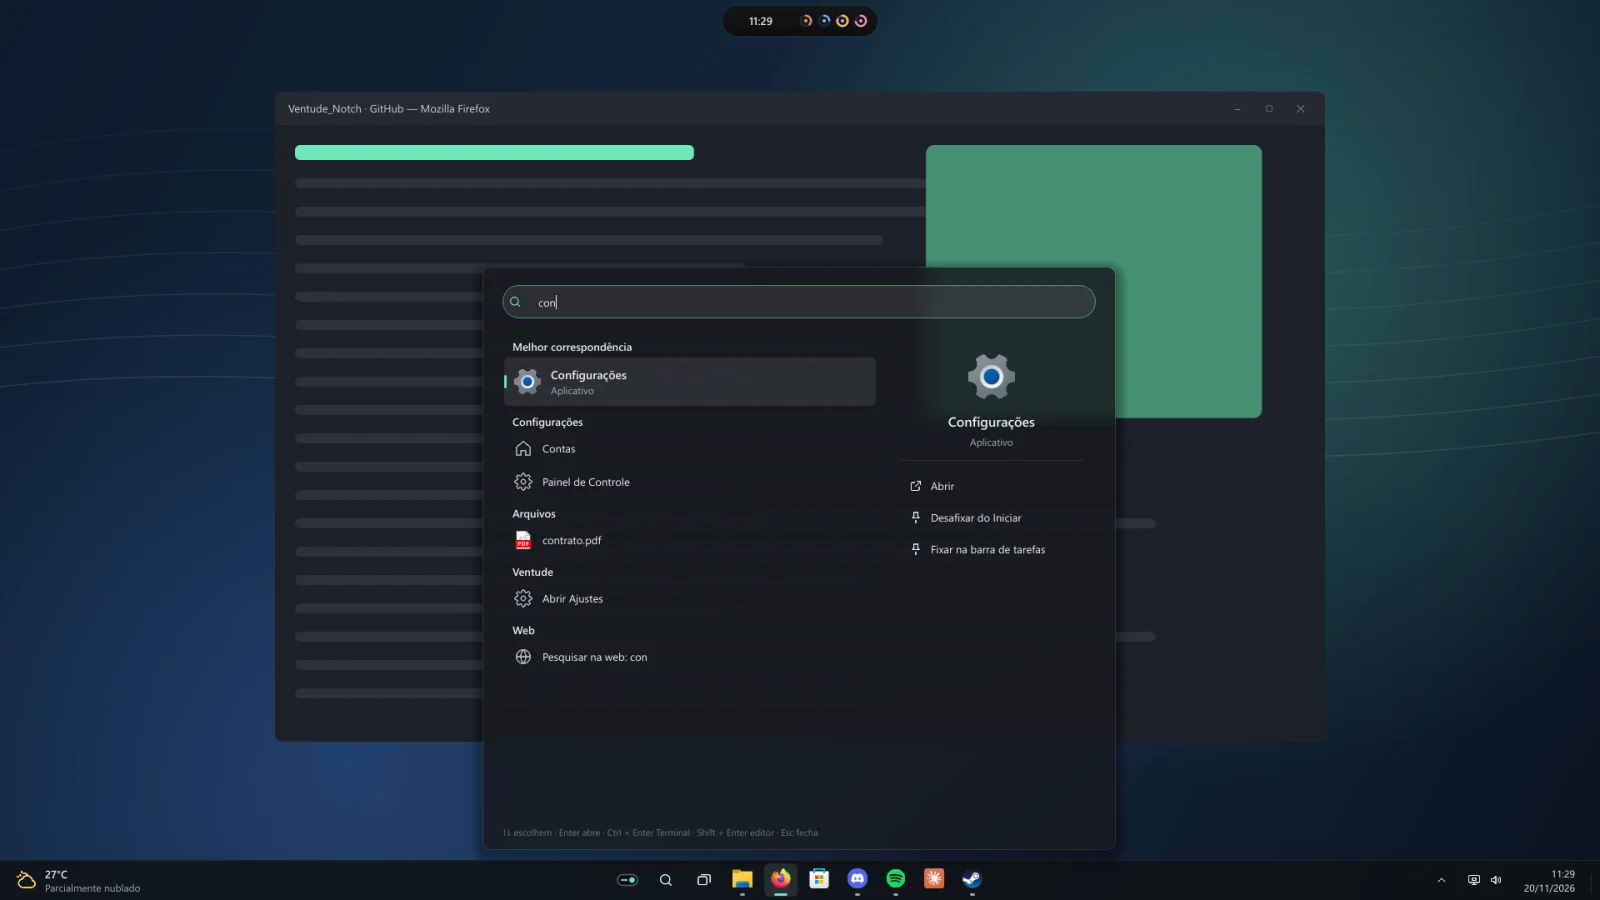 11:29
Ventude_Notch · GitHub — Mozilla Firefox
con
Melhor correspondência
Configurações
Aplicativo
Configurações
Contas
Painel de Controle
Arquivos
PDF
contrato.pdf
Ventude
Abrir Ajustes
Web
Pesquisar na web: con
Configurações
Aplicativo
Abrir
Desafixar do Iniciar
Fixar na barra de tarefas
↑↓ escolhem · Enter abre · Ctrl + Enter Terminal · Shift + Enter editor · Esc fecha
27°C
Parcialmente nublado
11:29
20/11/2026